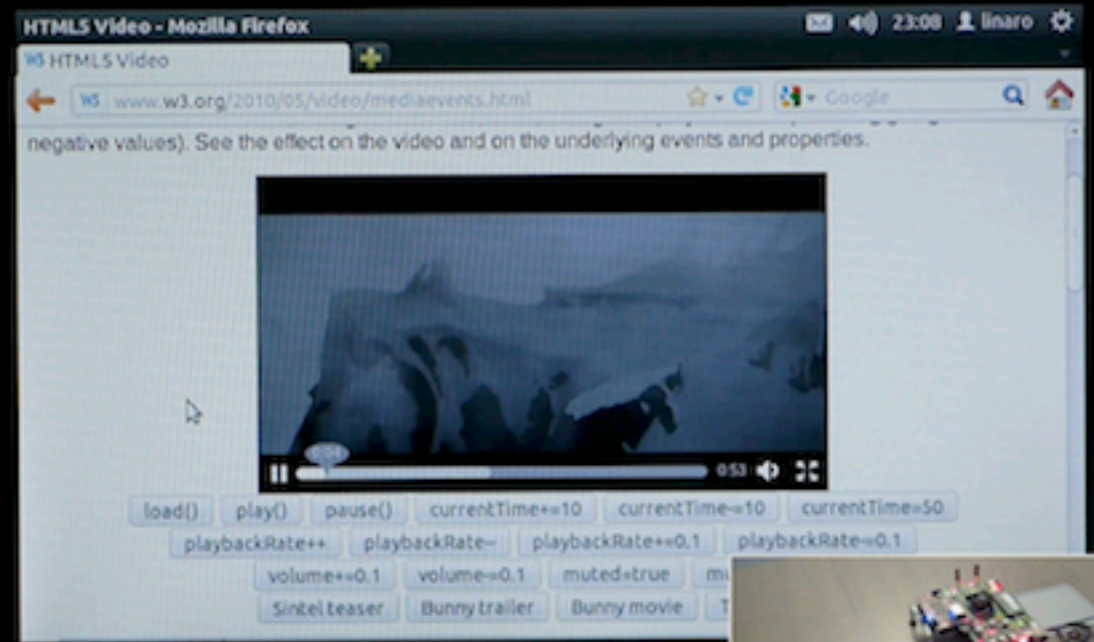 HTML5 Video - Mozilla Firefox 23:08 linaro
W3 HTML5 Video
W3 www.w3.org/2010/05/video/mediaevents.html Google
negative values). See the effect on the video and on the underlying events and properties.
0:53
load() play() pause() currentTime+=10 currentTime-=10 currentTime=50
playbackRate++ playbackRate-- playbackRate+=0.1 playbackRate-=0.1
volume+=0.1 volume-=0.1 muted=true
Sintel teaser Bunny trailer Bunny movie